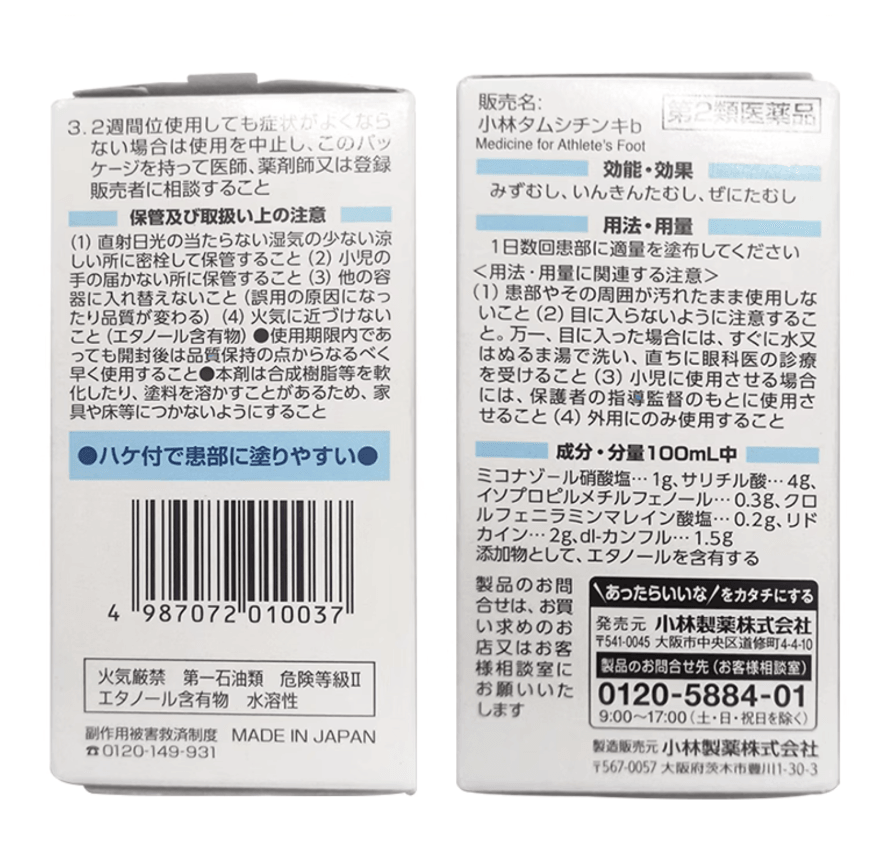 3. 2週間位使用しても症状がよくなら
ない場合は使用を中止し、このパッ
ケージを持って医師、薬剤師又は登録
販売者に相談すること
保管及び取扱い上の注意
(1) 直射日光の当たらない湿気の少ない涼
しい所に密栓して保管すること (2) 小児の
手の届かない所に保管すること (3) 他の容
器に入れ替えないこと (誤用の原因になっ
たり品質が変わる) (4) 火気に近づけない
こと (エタノール含有物) ●使用期限内であ
っても開封後は品質保持の点からなるべく
早く使用すること●本剤は合成樹脂等を軟
化したり、塗料を溶かすことがあるため、家
具や床等につかないようにすること
●ハケ付で患部に塗りやすい●
4 987072 010037
火気厳禁 第一石油類 危険等級Ⅱ
エタノール含有物 水溶性
副作用被害救済制度 MADE IN JAPAN
☎0120-149-931
販売名:
小林タムシチンキb
第2類医薬品
Medicine for Athlete's Foot
効能・効果
みずむし、いんきんたむし、ぜにたむし
用法・用量
1日数回患部に適量を塗布してください
<用法・用量に関連する注意>
(1) 患部やその周囲が汚れたまま使用しな
いこと (2) 目に入らないように注意するこ
と。万一、目に入った場合には、すぐに水又
はぬるま湯で洗い、直ちに眼科医の診療
を受けること (3) 小児に使用させる場合
には、保護者の指導監督のもとに使用さ
せること (4) 外用にのみ使用すること
成分・分量100mL中
ミコナゾール硝酸塩… 1g、サリチル酸… 4g、
イソプロピルメチルフェノール… 0.3g、クロ
ルフェニラミンマレイン酸塩… 0.2g、リド
カイン… 2g、dl-カンフル… 1.5g
添加物として、エタノールを含有する
製品のお問
合せは、お買
い求めのお
店又はお客
様相談室に
お願いいた
します
\あったらいいな/をカタチにする
発売元 小林製薬株式会社
〒541-0045 大阪市中央区道修町4-4-10
製品のお問合せ先 (お客様相談室)
0120-5884-01
9:00~17:00 (土・日・祝日を除く)
製造販売元 小林製薬株式会社
〒567-0057 大阪府茨木市豊川1-30-3